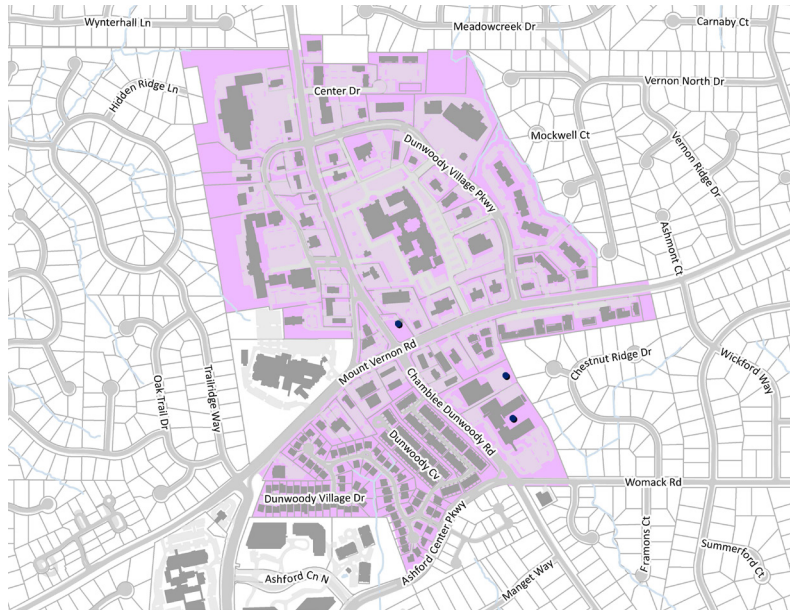 Wynterhall Ln
Meadowcreek Dr
Carnaby Ct
Hidden Ridge Ln
Center Dr
Vernon North Dr
Mockwell Ct
Dunwoody Village Pkwy
Vernon Ridge Dr
Ashmont Ct
Mount Vernon Rd
Chestnut Ridge Dr
Wickford Way
Oak Trail Dr
Trailridge Way
Chamblee Dunwoody Rd
Dunwoody Cv
Womack Rd
Dunwoody Village Dr
Ashford Center Pkwy
Framons Ct
Summerford Ct
Ashford Cn N
Manget Way